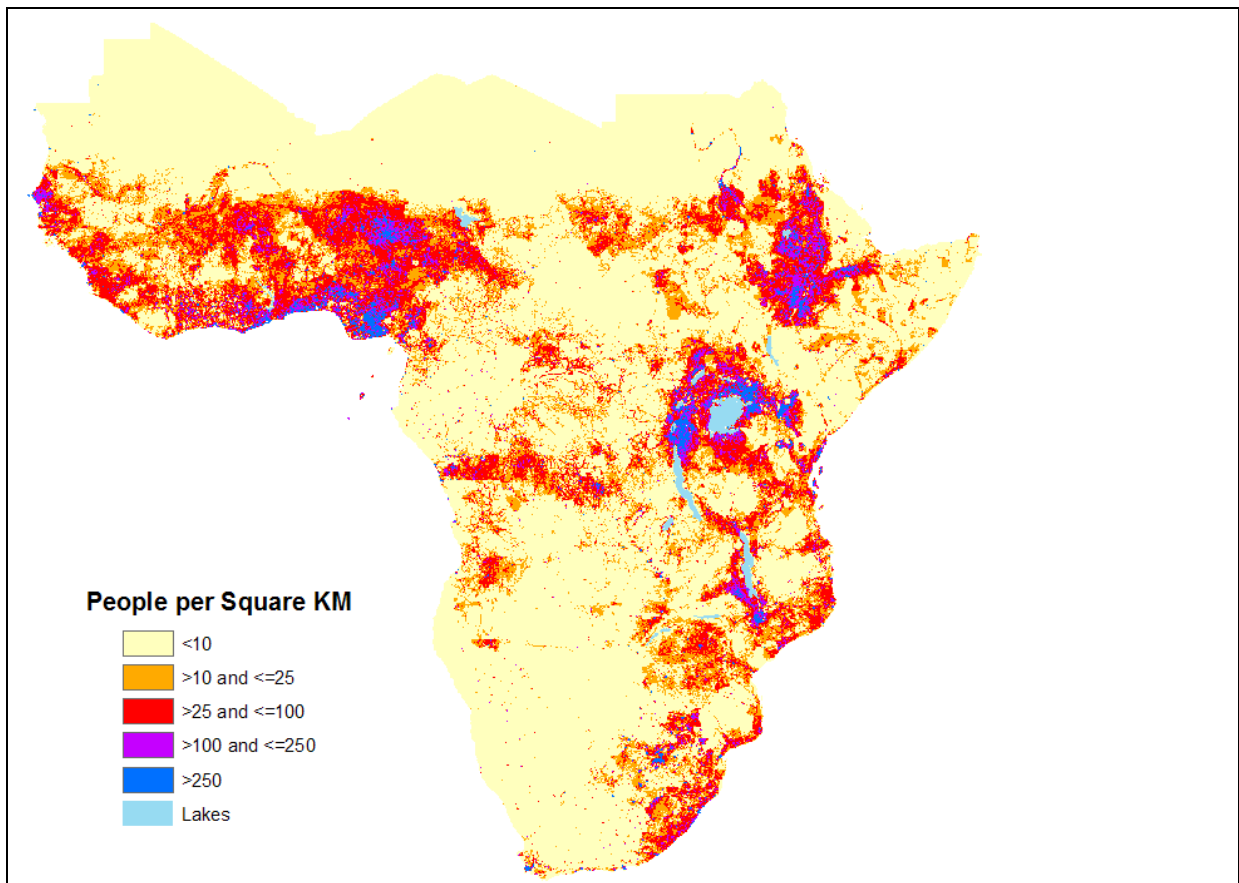 People per Square KM
<10
>10 and <=25
>25 and <=100
>100 and <=250
>250
Lakes